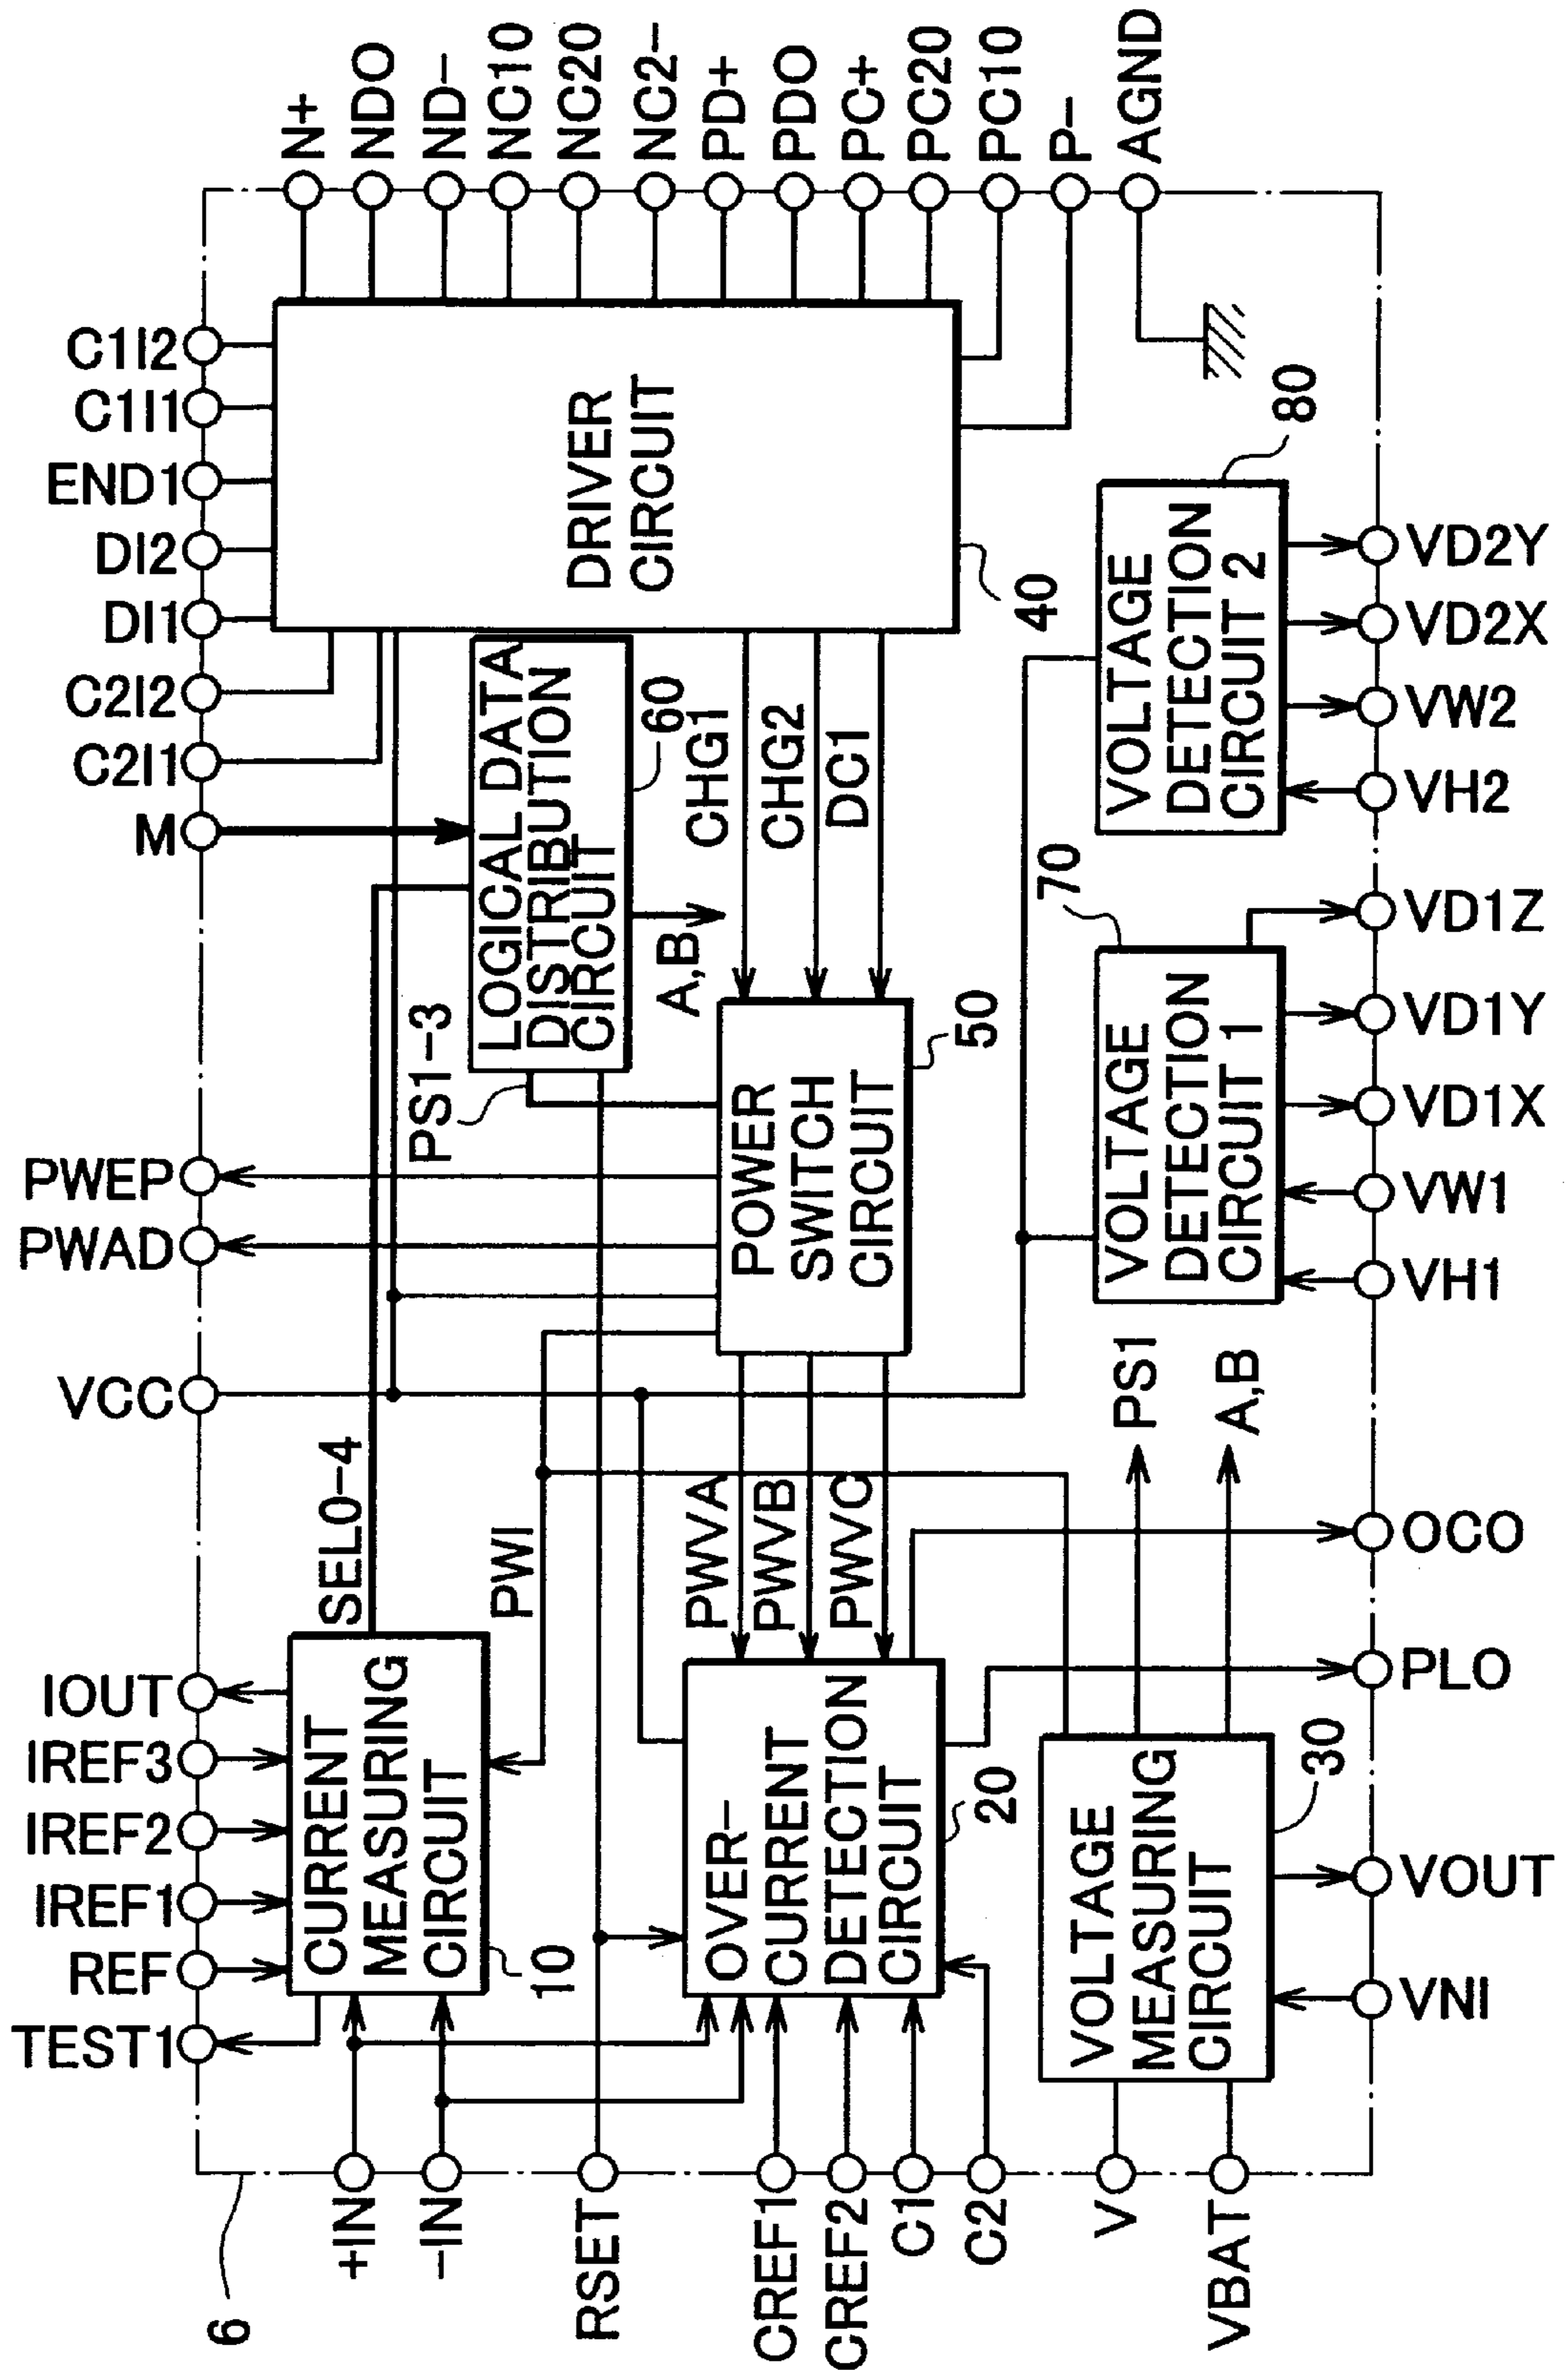 6
TEST1
REF
IREF1
IREF2
IREF3
IOUT
VCC
PWAD
PWEP
M
C2I1
C2I2
DI1
DI2
END1
C1I1
C1I2
N+
NDO
ND-
NC10
NC20
NC2-
PD+
PDO
PC+
PC20
PC10
P-
AGND
+IN
-IN
RSET
CREF1
CREF2
C1
C2
V
VBAT
CURRENT
MEASURING
CIRCUIT
10
SEL0-4
PWI
OVER-
CURRENT
DETECTION
CIRCUIT
20
PWVA
PWVB
PWVC
POWER
SWITCH
CIRCUIT
50
PS1-3
LOGICAL DATA
DISTRIBUTION
CIRCUIT
60
A,B
CHG1
CHG2
DC1
DRIVER
CIRCUIT
40
VOLTAGE
MEASURING
CIRCUIT
30
PS1
A,B
VOLTAGE
DETECTION
CIRCUIT 1
70
VOLTAGE
DETECTION
CIRCUIT 2
80
VNI
VOUT
PLO
OCO
VH1
VW1
VD1X
VD1Y
VD1Z
VH2
VW2
VD2X
VD2Y